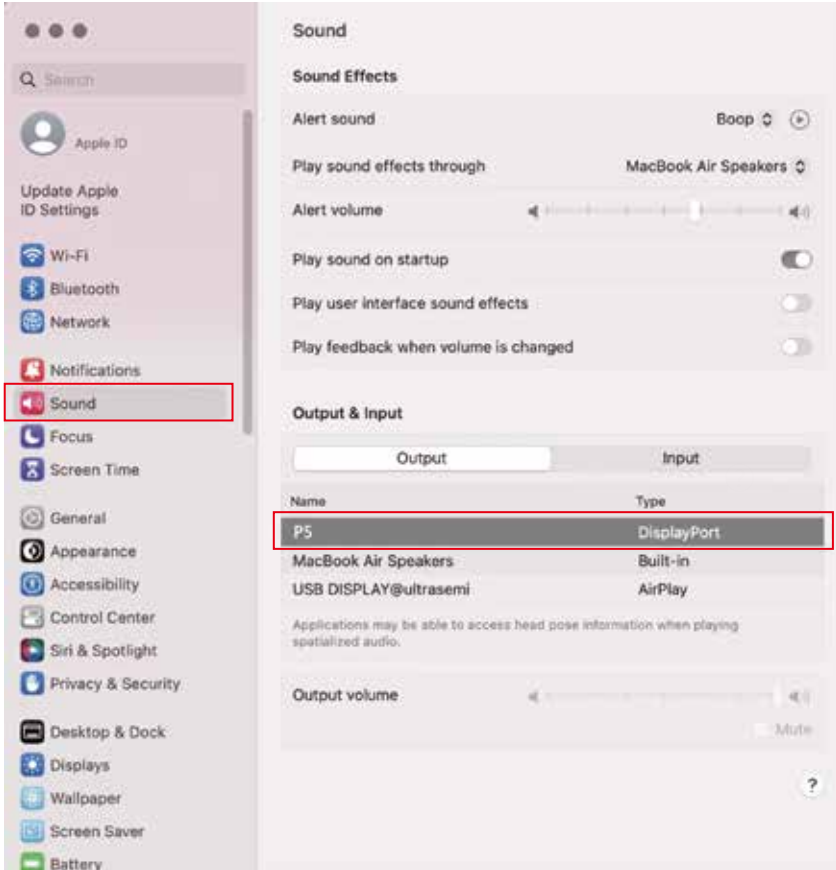 Search
Apple ID
Update Apple
ID Settings
Wi-Fi
Bluetooth
Network
Notifications
Sound
Focus
Screen Time
General
Appearance
Accessibility
Control Center
Siri & Spotlight
Privacy & Security
Desktop & Dock
Displays
Wallpaper
Screen Saver
Battery
Sound
Sound Effects
Alert sound Boop
Play sound effects through MacBook Air Speakers
Alert volume
Play sound on startup
Play user interface sound effects
Play feedback when volume is changed
Output & Input
Output Input
Name Type
P5 DisplayPort
MacBook Air Speakers Built-in
USB DISPLAY@ultrasemi AirPlay
Applications may be able to access head pose information when playing
spatialized audio.
Output volume
Mute
?